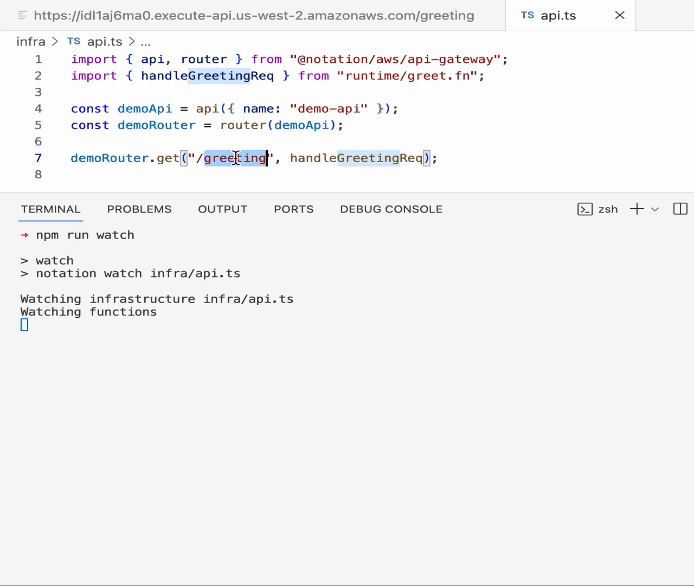 https://idl1aj6ma0.execute-api.us-west-2.amazonaws.com/greeting
TS api.ts
infra > TS api.ts > ...
1 import { api, router } from "@notation/aws/api-gateway";
2 import { handleGreetingReq } from "runtime/greet.fn";
3
4 const demoApi = api({ name: "demo-api" });
5 const demoRouter = router(demoApi);
6
7 demoRouter.get("/greeting", handleGreetingReq);
8
TERMINAL PROBLEMS OUTPUT PORTS DEBUG CONSOLE zsh
→ npm run watch
> watch
> notation watch infra/api.ts
Watching infrastructure infra/api.ts
Watching functions